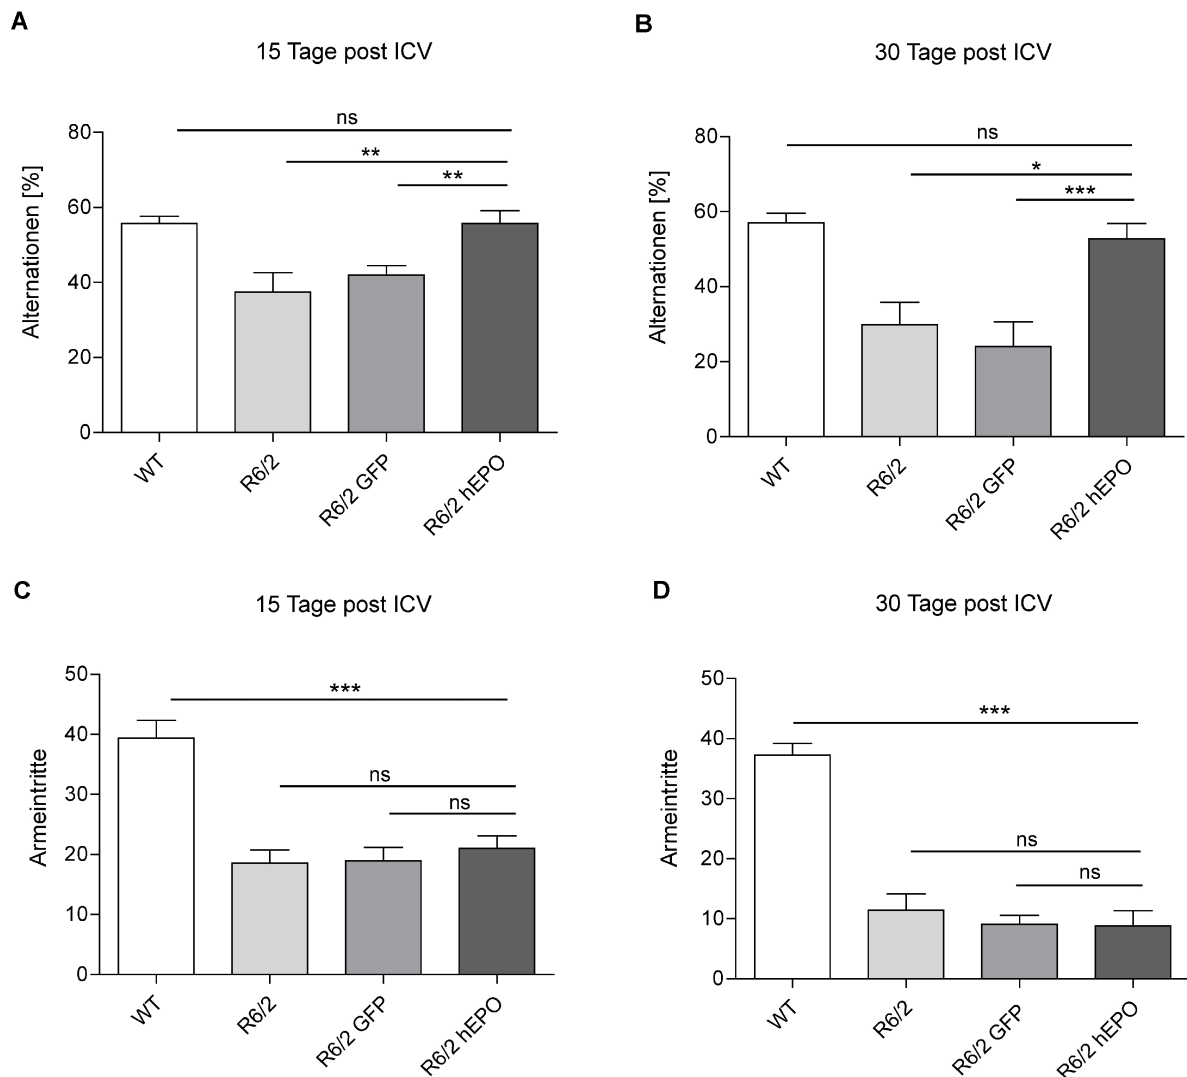 A
15 Tage post ICV
Alternationen [%]
80
60
40
20
0
ns
**
**
WT
R6/2
R6/2 GFP
R6/2 hEPO
B
30 Tage post ICV
Alternationen [%]
80
60
40
20
0
ns
*
***
WT
R6/2
R6/2 GFP
R6/2 hEPO
C
15 Tage post ICV
Armeintritte
50
40
30
20
10
0
***
ns
ns
WT
R6/2
R6/2 GFP
R6/2 hEPO
D
30 Tage post ICV
Armeintritte
50
40
30
20
10
0
***
ns
ns
WT
R6/2
R6/2 GFP
R6/2 hEPO